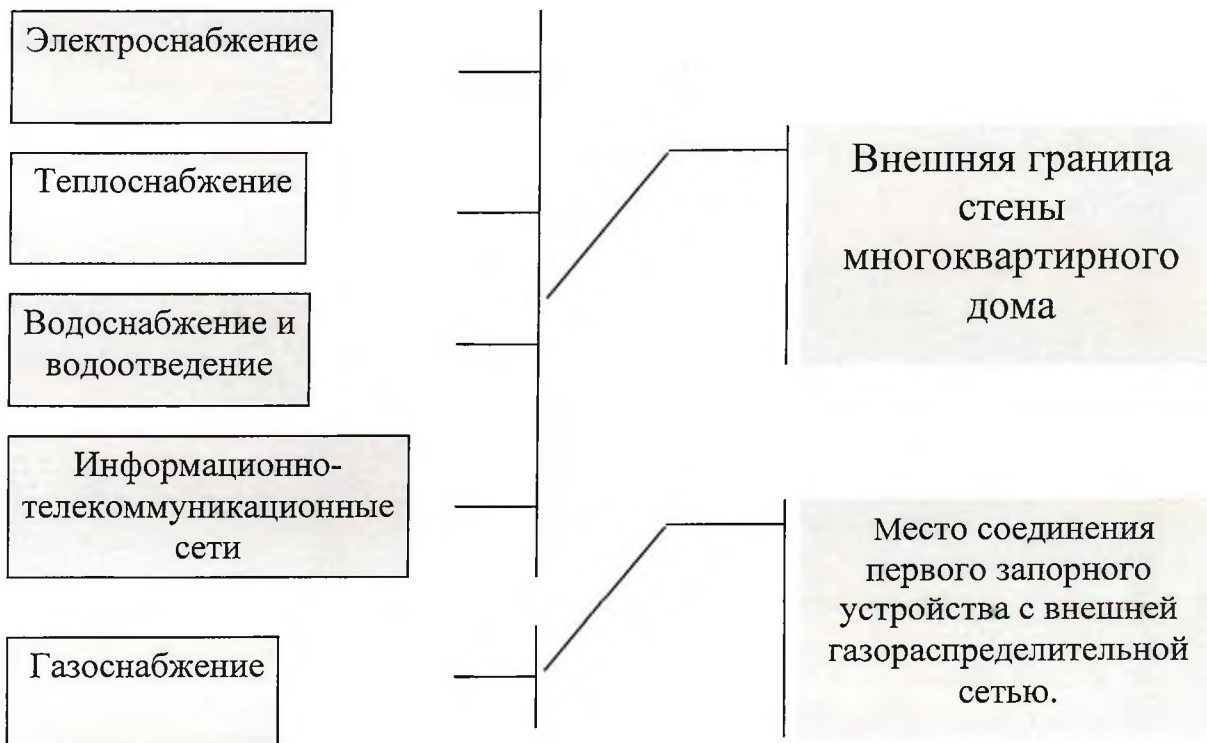 Электроснабжение
Теплоснабжение
Водоснабжение и
водоотведение
Информационно-
телекоммуникационные
сети
Газоснабжение
Внешняя граница
стены
многоквартирного
дома
Место соединения
первого запорного
устройства с внешней
газораспределительной
сетью.